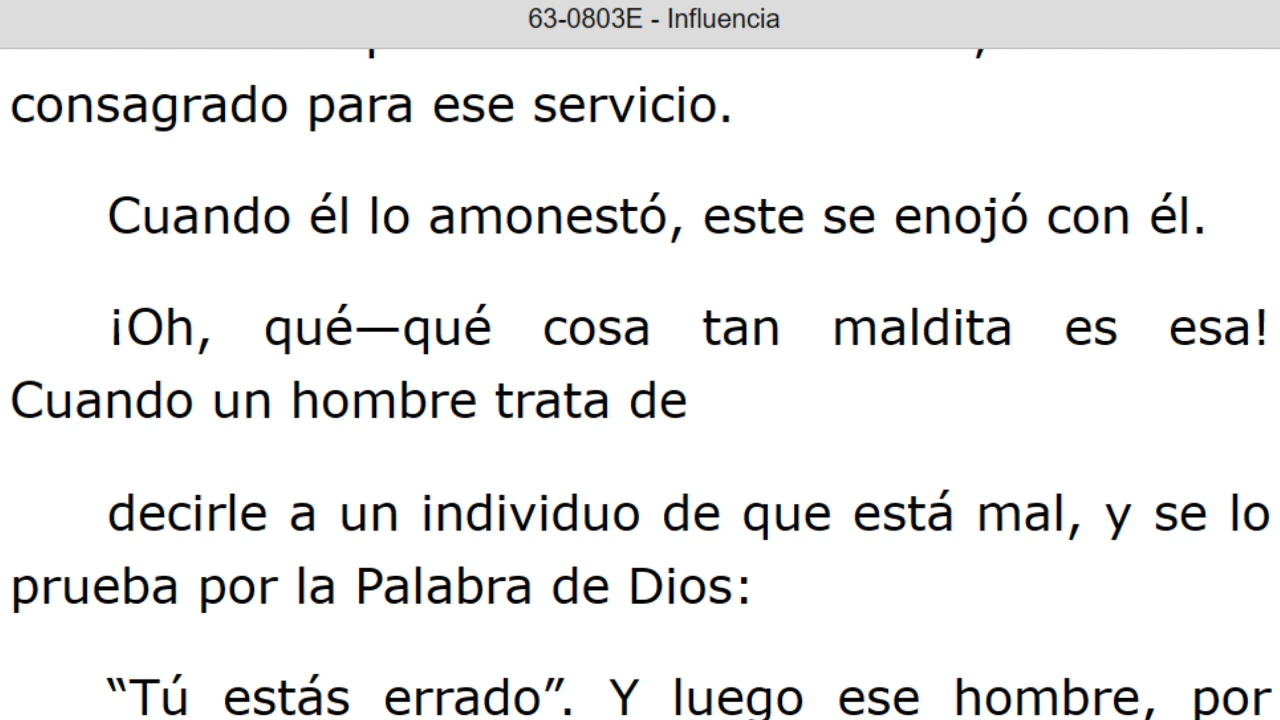 63-0803E - Influencia
consagrado para ese servicio.
Cuando él lo amonestó, este se enojó con él.
¡Oh, qué—qué cosa tan maldita es esa!
Cuando un hombre trata de
decirle a un individuo de que está mal, y se lo
prueba por la Palabra de Dios:
“Tú estás errado”. Y luego ese hombre, por